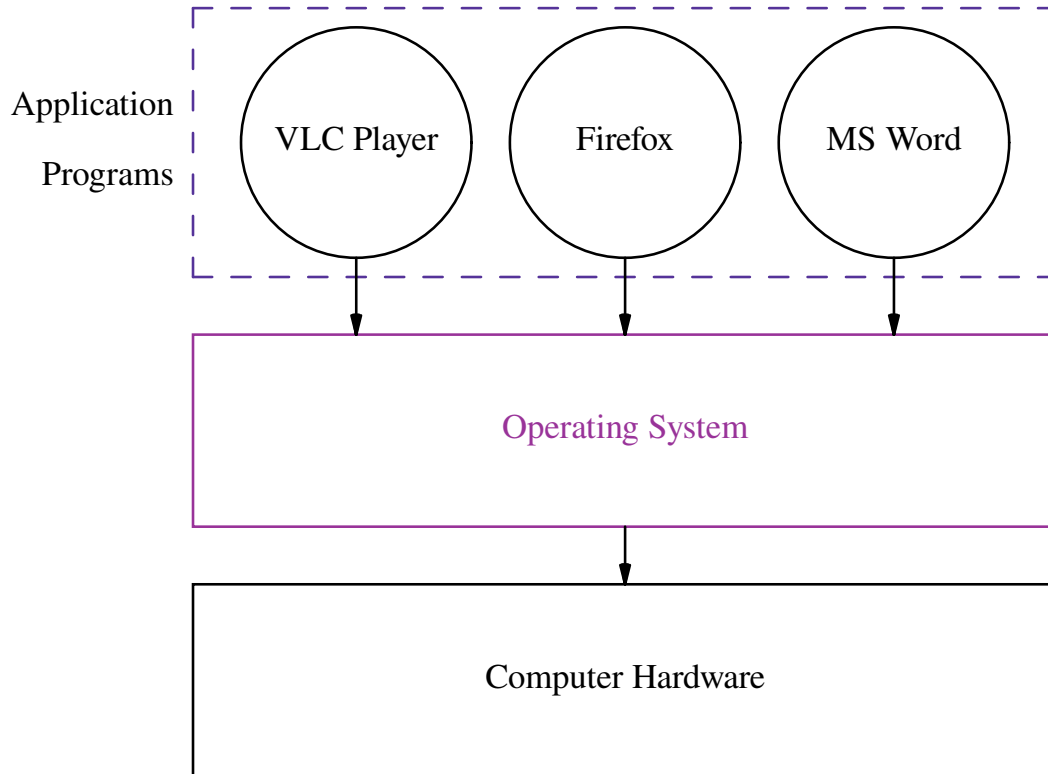 Application
Programs
VLC Player
Firefox
MS Word
Operating System
Computer Hardware